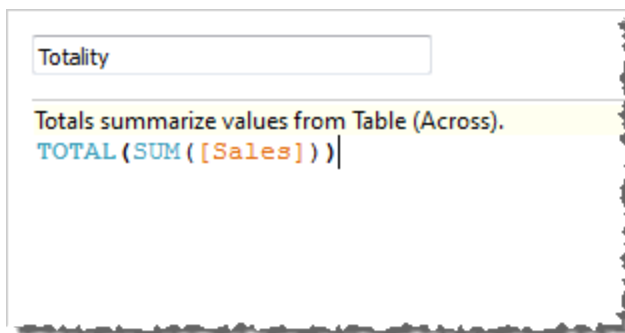 Totality
Totals summarize values from Table (Across).
TOTAL(SUM([Sales]))